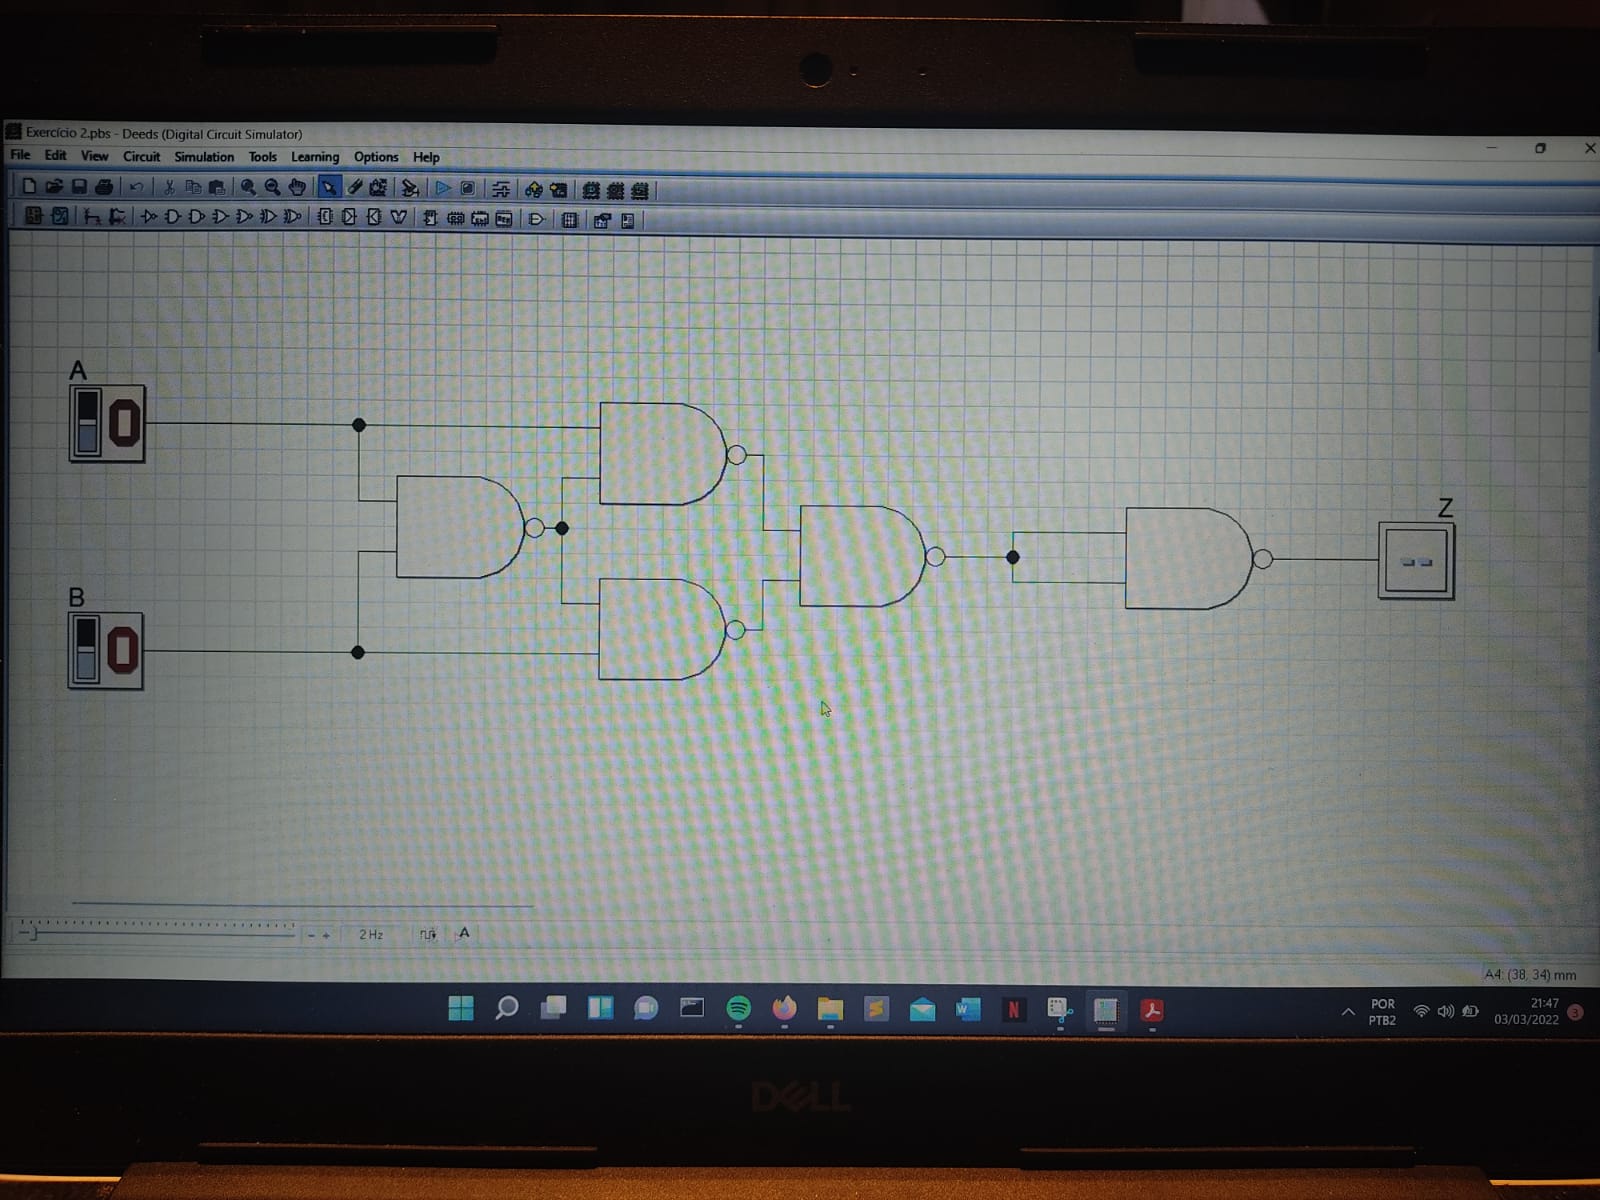 Exercício 2.pbs - Deeds (Digital Circuit Simulator)
File Edit View Circuit Simulation Tools Learning Options Help
A
0
Z
B
0
2 Hz
A
A4: (38, 34) mm
POR
PTB2
21:47
03/03/2022
3
DELL